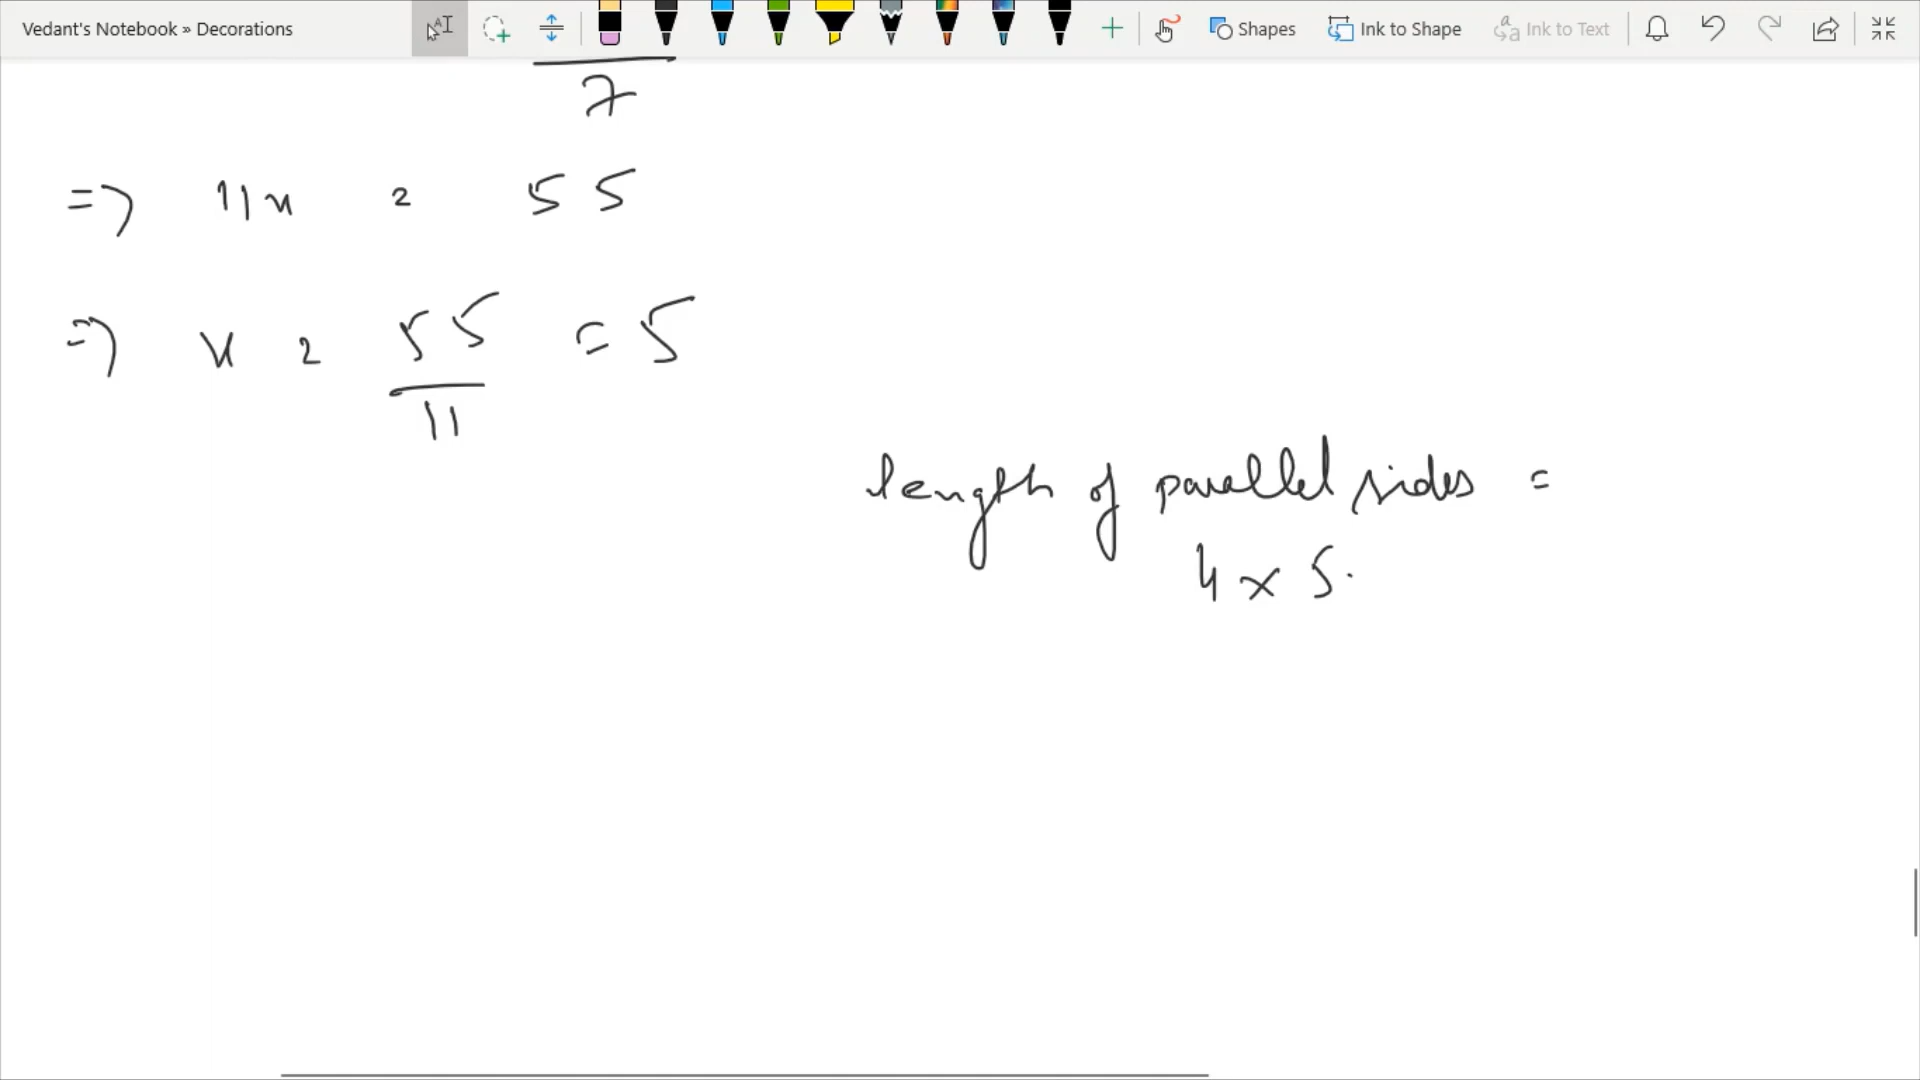 Vedant's Notebook » Decorations
Shapes
Ink to Shape
Ink to Text
7
=> 11x = 55
=> x = 55 = 5
11
length of parallel sides =
4 x 5.